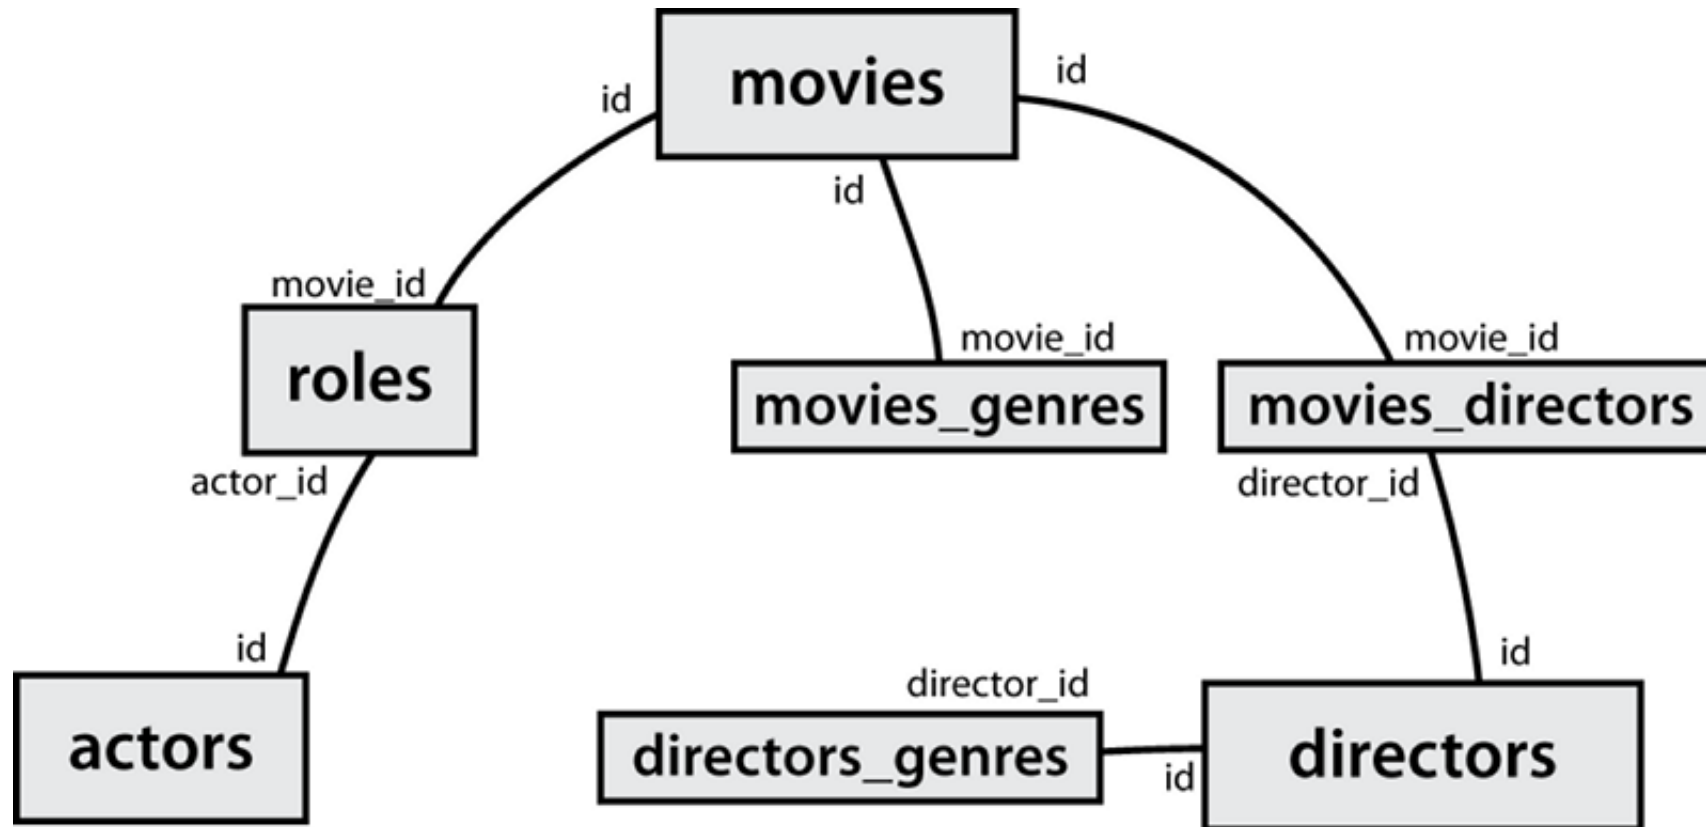 movies
id
id
id
movie_id
roles
movie_id
movies_genres
movie_id
movies_directors
actor_id
director_id
id
actors
director_id
directors_genres
id
id
directors